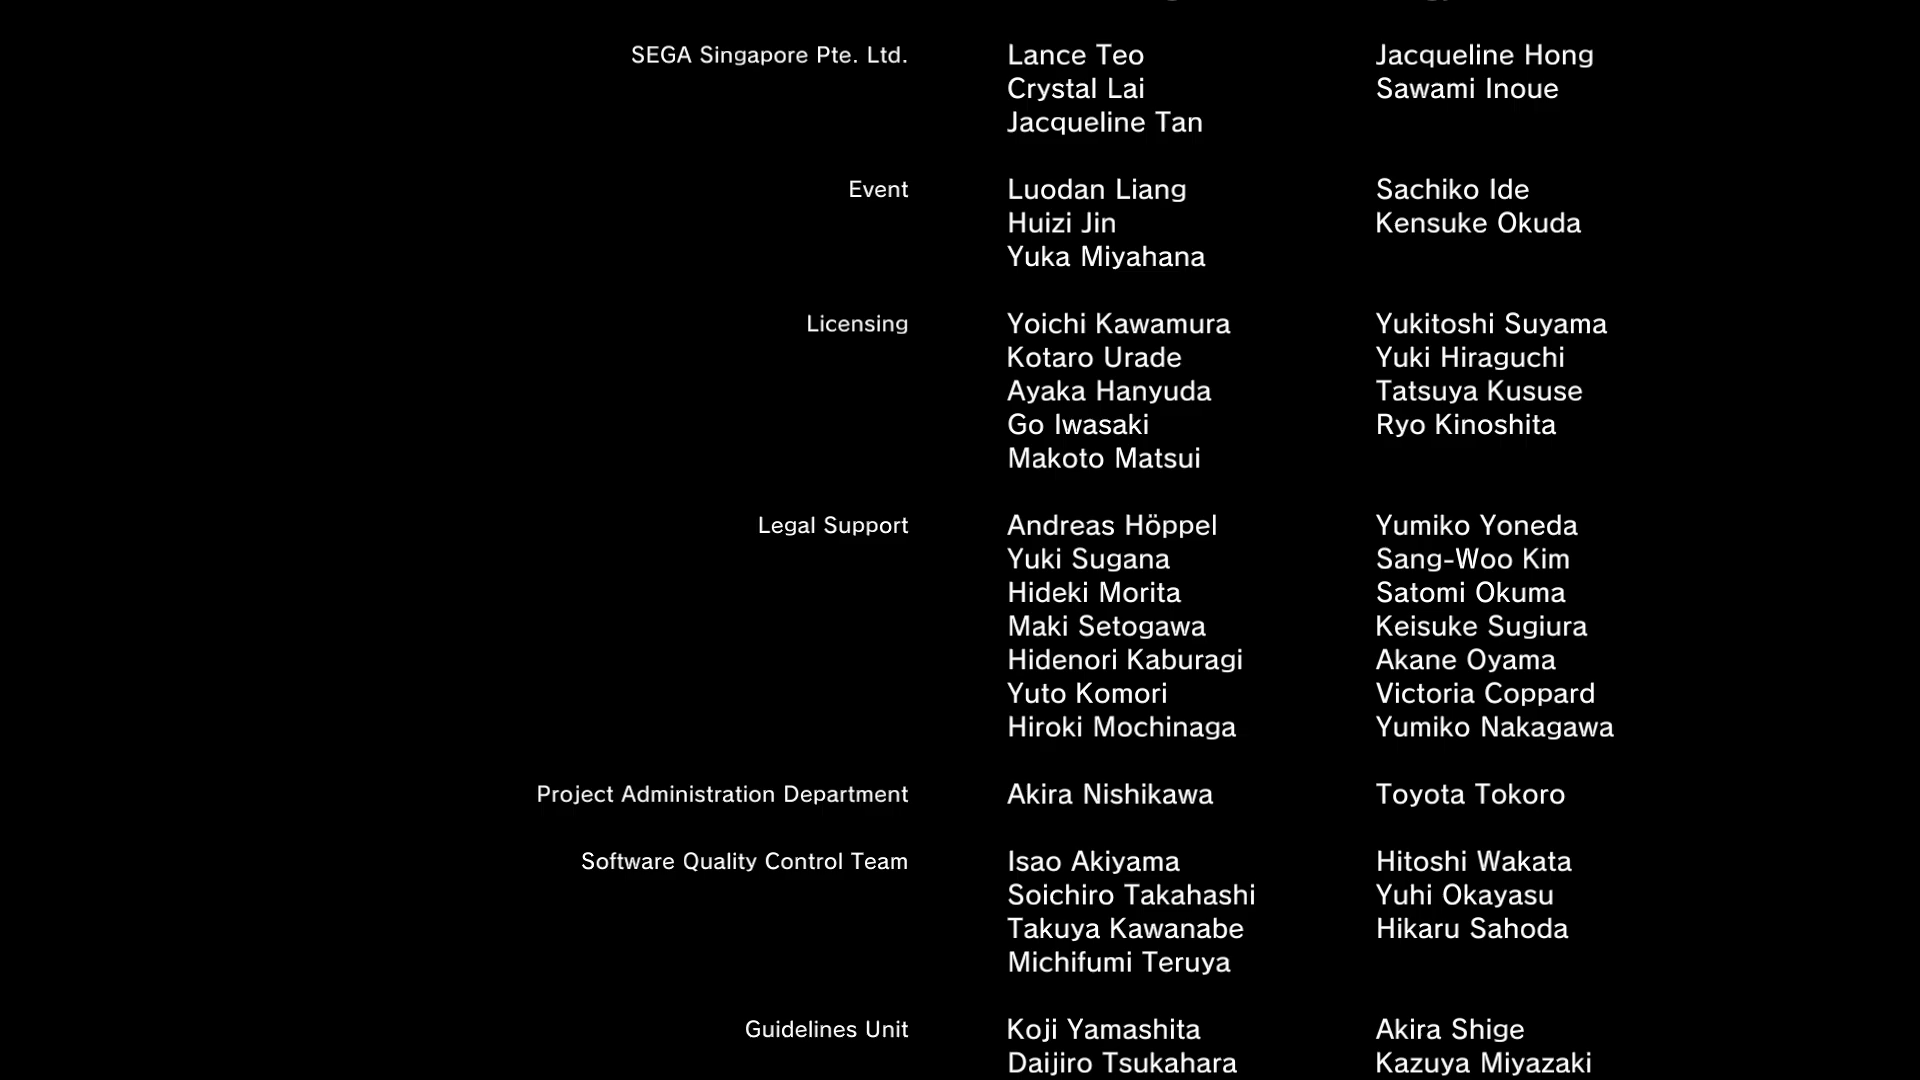 SEGA Singapore Pte. Ltd. Lance Teo Jacqueline Hong
Crystal Lai Sawami Inoue
Jacqueline Tan
Event Luodan Liang Sachiko Ide
Huizi Jin Kensuke Okuda
Yuka Miyahana
Licensing Yoichi Kawamura Yukitoshi Suyama
Kotaro Urade Yuki Hiraguchi
Ayaka Hanyuda Tatsuya Kususe
Go Iwasaki Ryo Kinoshita
Makoto Matsui
Legal Support Andreas Höppel Yumiko Yoneda
Yuki Sugana Sang-Woo Kim
Hideki Morita Satomi Okuma
Maki Setogawa Keisuke Sugiura
Hidenori Kaburagi Akane Oyama
Yuto Komori Victoria Coppard
Hiroki Mochinaga Yumiko Nakagawa
Project Administration Department Akira Nishikawa Toyota Tokoro
Software Quality Control Team Isao Akiyama Hitoshi Wakata
Soichiro Takahashi Yuhi Okayasu
Takuya Kawanabe Hikaru Sahoda
Michifumi Teruya
Guidelines Unit Koji Yamashita Akira Shige
Daijiro Tsukahara Kazuya Miyazaki